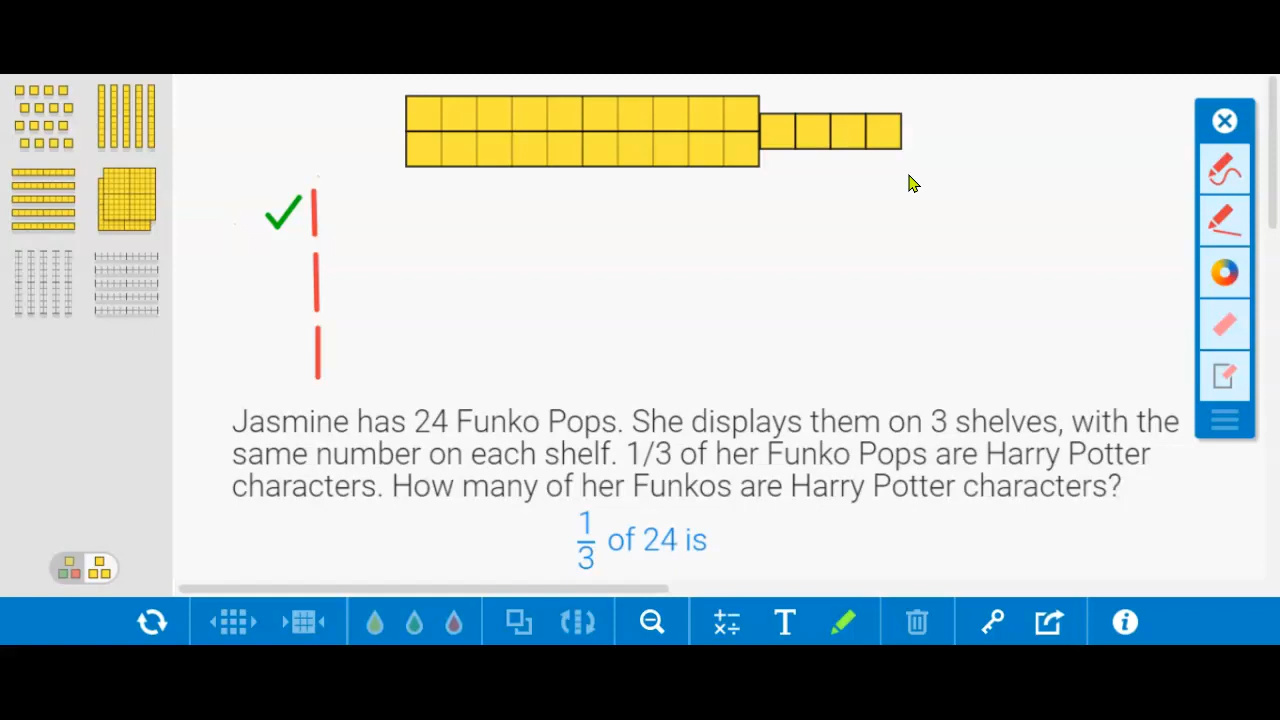 Jasmine has 24 Funko Pops. She displays them on 3 shelves, with the
same number on each shelf. 1/3 of her Funko Pops are Harry Potter
characters. How many of her Funkos are Harry Potter characters?
1/3 of 24 is
T